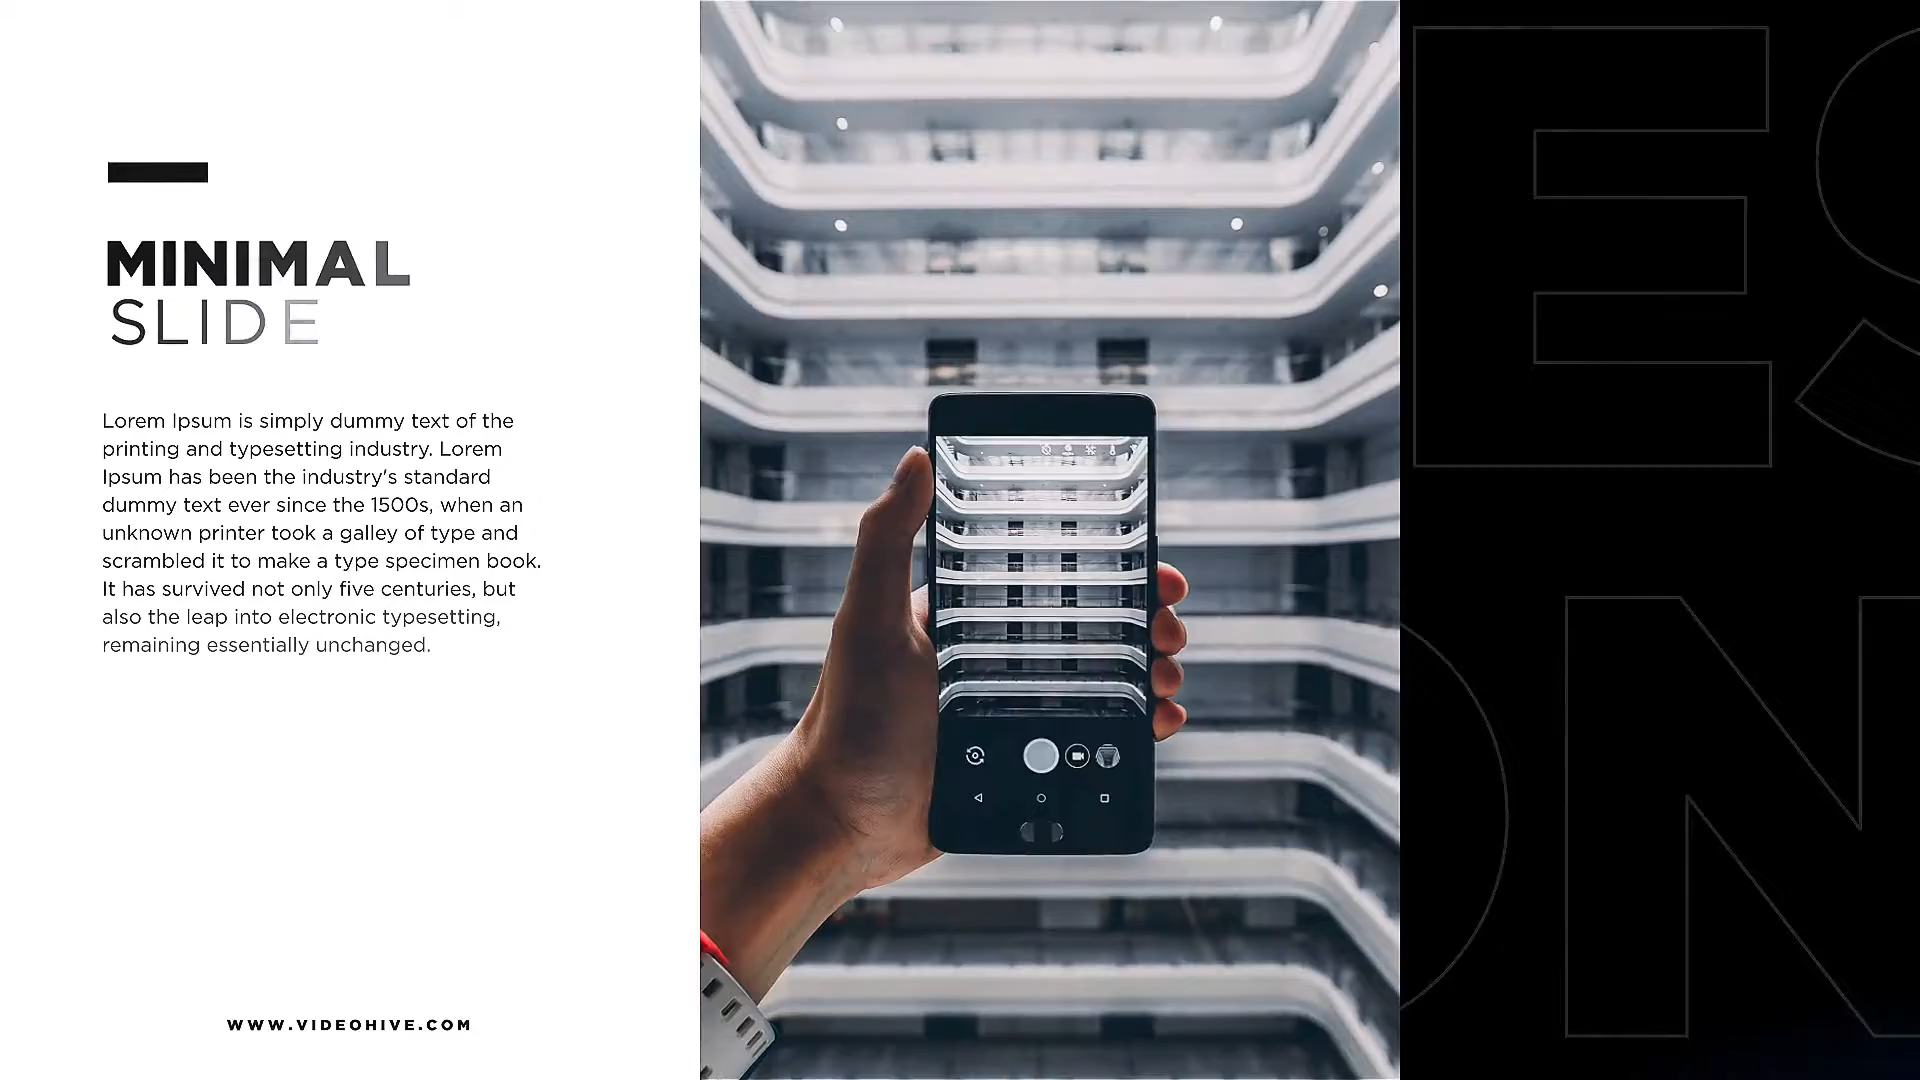 MINIMAL
SLIDE
Lorem Ipsum is simply dummy text of the
printing and typesetting industry. Lorem
Ipsum has been the industry's standard
dummy text ever since the 1500s, when an
unknown printer took a galley of type and
scrambled it to make a type specimen book.
It has survived not only five centuries, but
also the leap into electronic typesetting,
remaining essentially unchanged.
WWW.VIDEOHIVE.COM
ES
ON